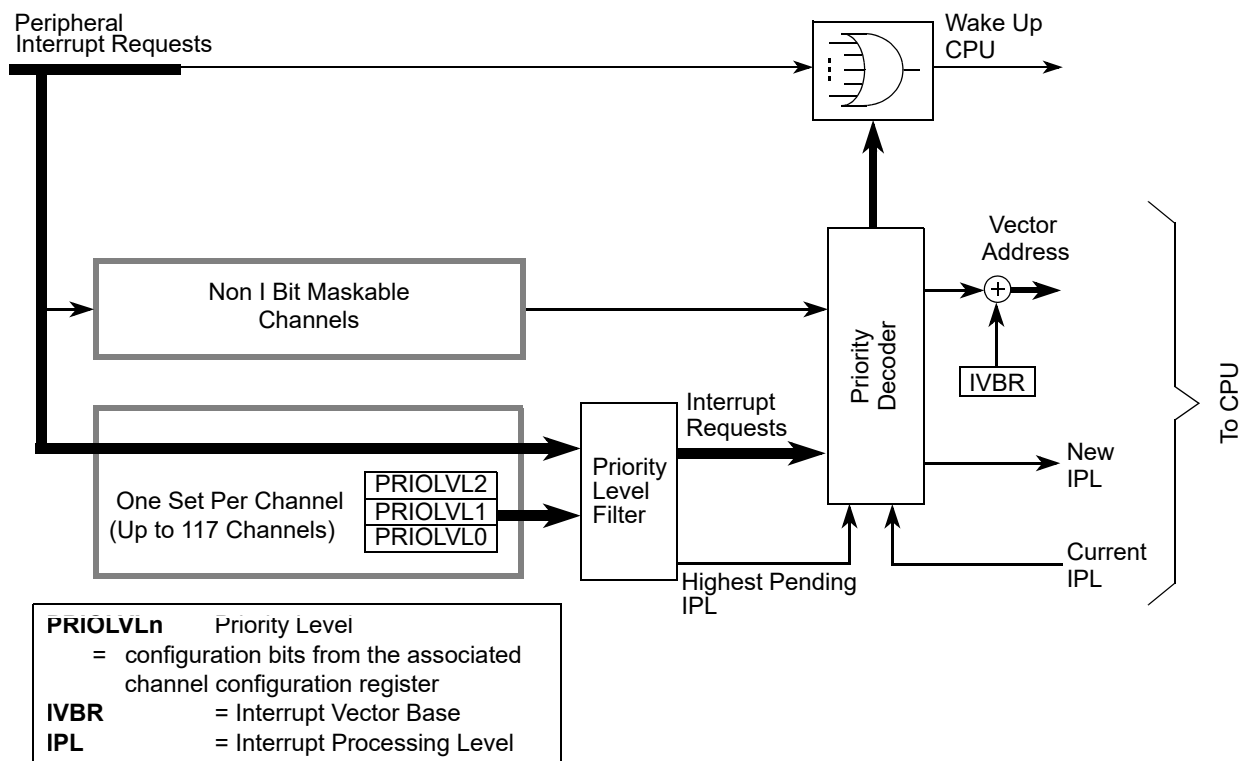 Peripheral
Interrupt Requests
Wake Up
CPU
Vector
Address
Non I Bit Maskable
Channels
Priority
Decoder
+
IVBR
To CPU
Interrupt
Requests
New
IPL
Priority
Level
Filter
One Set Per Channel
(Up to 117 Channels)
PRIOLVL2
PRIOLVL1
PRIOLVL0
Current
IPL
Highest Pending
IPL
PRIOLVLn Priority Level
= configuration bits from the associated
channel configuration register
IVBR = Interrupt Vector Base
IPL = Interrupt Processing Level